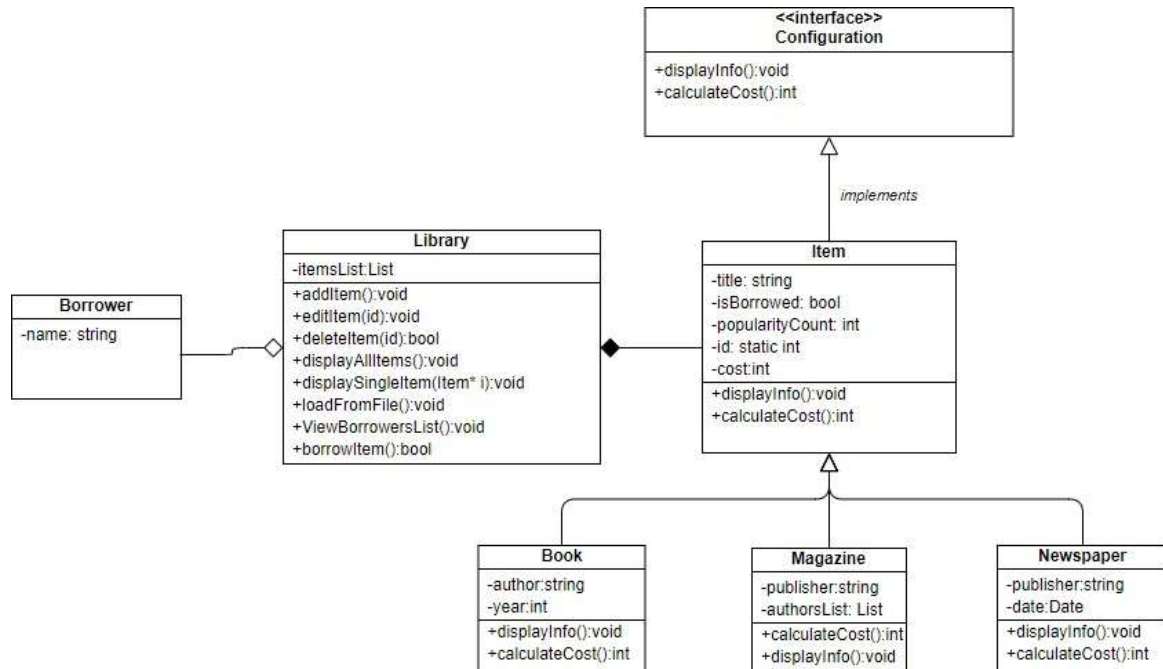 <<interface>>
Configuration
+displayInfo():void
+calculateCost():int
implements
Library
-itemsList:List
+addItem():void
+editItem(id):void
+deleteItem(id):bool
+displayAllItems():void
+displaySingleItem(Item* i):void
+loadFromFile():void
+ViewBorrowersList():void
+borrowItem():bool
Item
-title: string
-isBorrowed: bool
-popularityCount: int
-id: static int
-cost:int
+displayInfo():void
+calculateCost():int
Borrower
-name: string
Book
-author:string
-year:int
+displayInfo():void
+calculateCost():int
Magazine
-publisher:string
-authorsList: List
+calculateCost():int
+displayInfo():void
Newspaper
-publisher:string
-date:Date
+displayInfo():void
+calculateCost():int